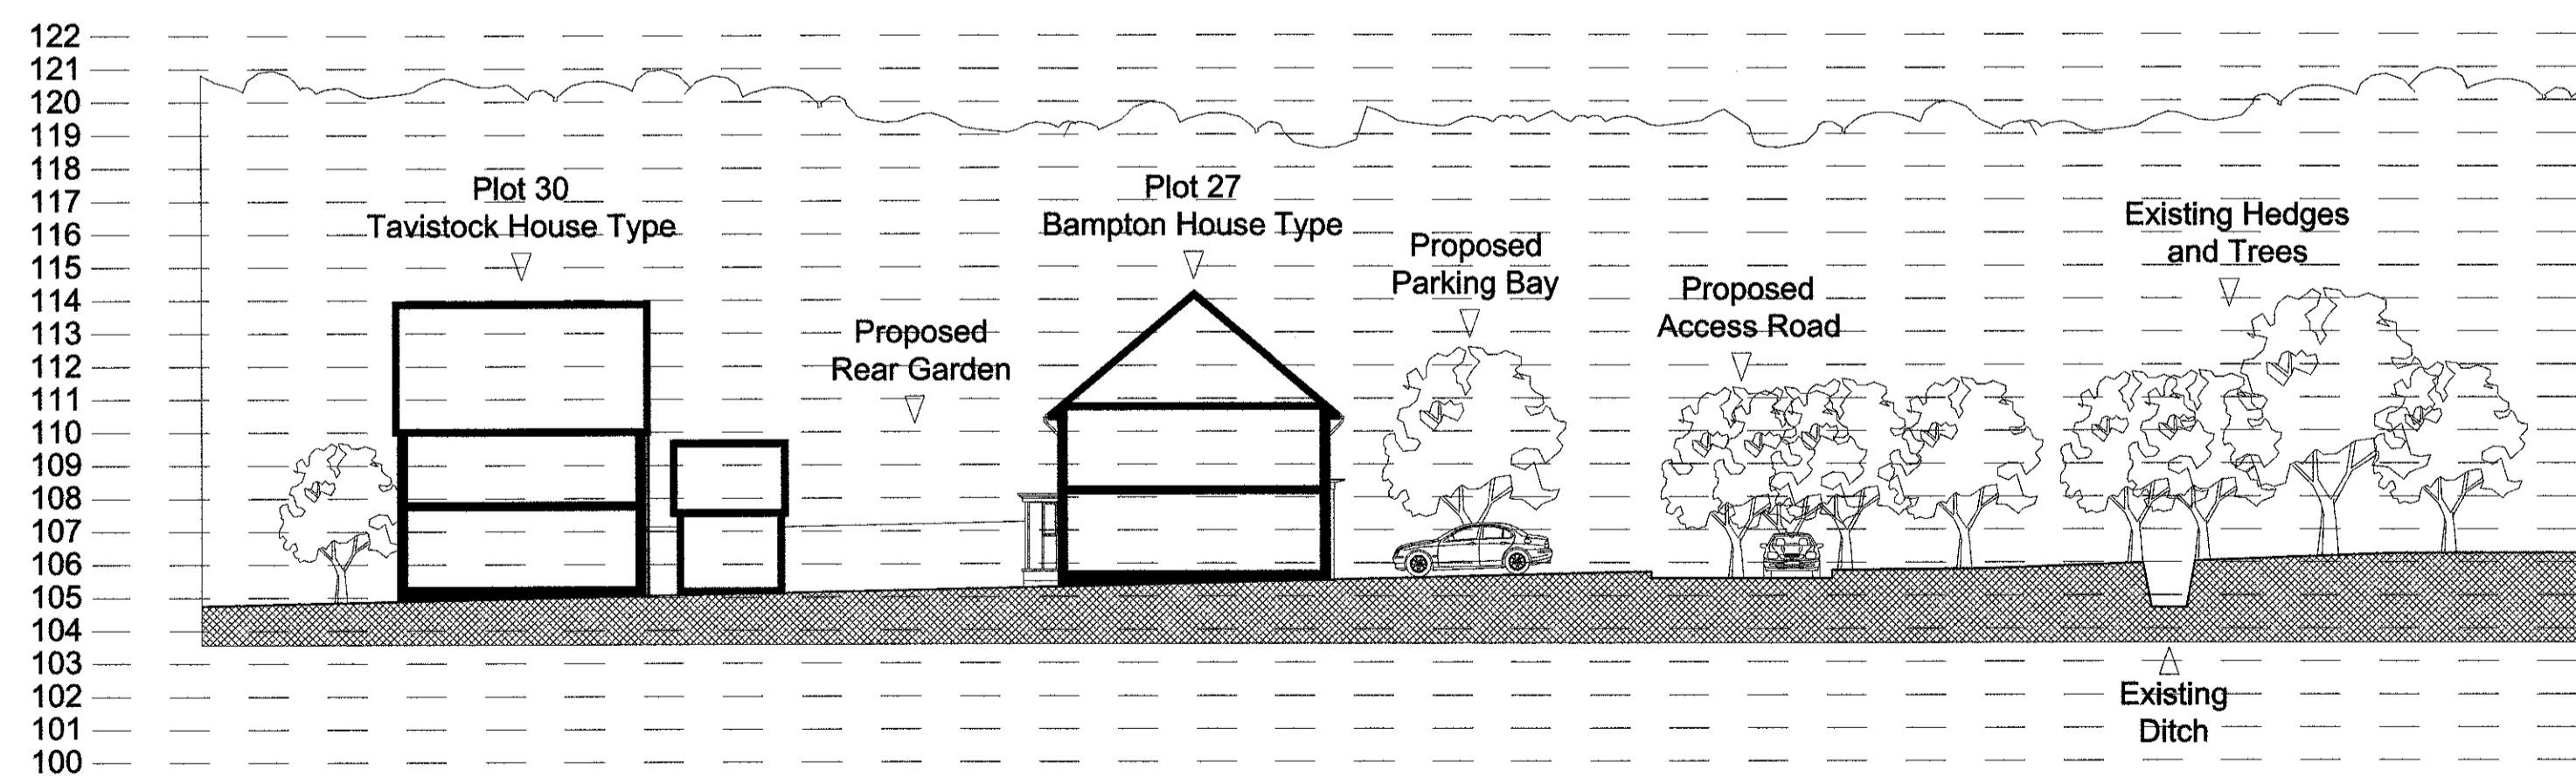 122
121
120
119
118
117
116
115
114
113
112
111
110
109
108
107
106
105
104
103
102
101
100
Plot 30
Tavistock House Type
Proposed
Rear Garden
Plot 27
Bampton House Type
Proposed
Parking Bay
Proposed
Access Road
Existing Hedges
and Trees
Existing
Ditch